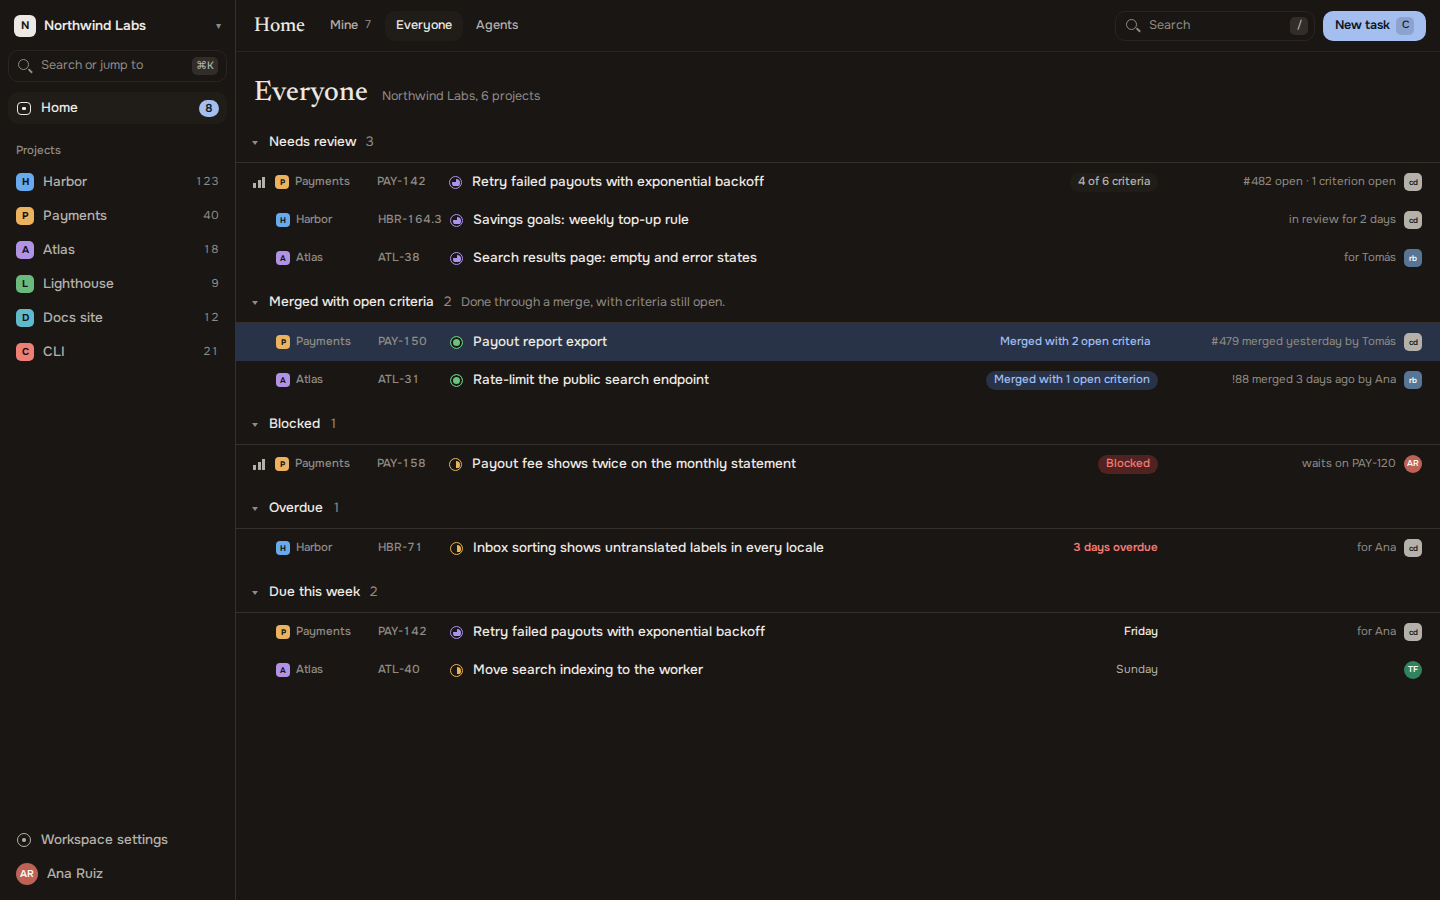 N Northwind Labs
Search or jump to ⌘K
Home 8
Projects
H Harbor 123
P Payments 40
A Atlas 18
L Lighthouse 9
D Docs site 12
C CLI 21
Workspace settings
AR Ana Ruiz
Home Mine 7 Everyone Agents Search / New task C
Everyone Northwind Labs, 6 projects
Needs review 3
P Payments PAY-142 Retry failed payouts with exponential backoff 4 of 6 criteria #482 open · 1 criterion open cd
H Harbor HBR-164.3 Savings goals: weekly top-up rule in review for 2 days cd
A Atlas ATL-38 Search results page: empty and error states for Tomás rb
Merged with open criteria 2 Done through a merge, with criteria still open.
P Payments PAY-150 Payout report export Merged with 2 open criteria #479 merged yesterday by Tomás cd
A Atlas ATL-31 Rate-limit the public search endpoint Merged with 1 open criterion !88 merged 3 days ago by Ana rb
Blocked 1
P Payments PAY-158 Payout fee shows twice on the monthly statement Blocked waits on PAY-120 AR
Overdue 1
H Harbor HBR-71 Inbox sorting shows untranslated labels in every locale 3 days overdue for Ana cd
Due this week 2
P Payments PAY-142 Retry failed payouts with exponential backoff Friday for Ana cd
A Atlas ATL-40 Move search indexing to the worker Sunday TF